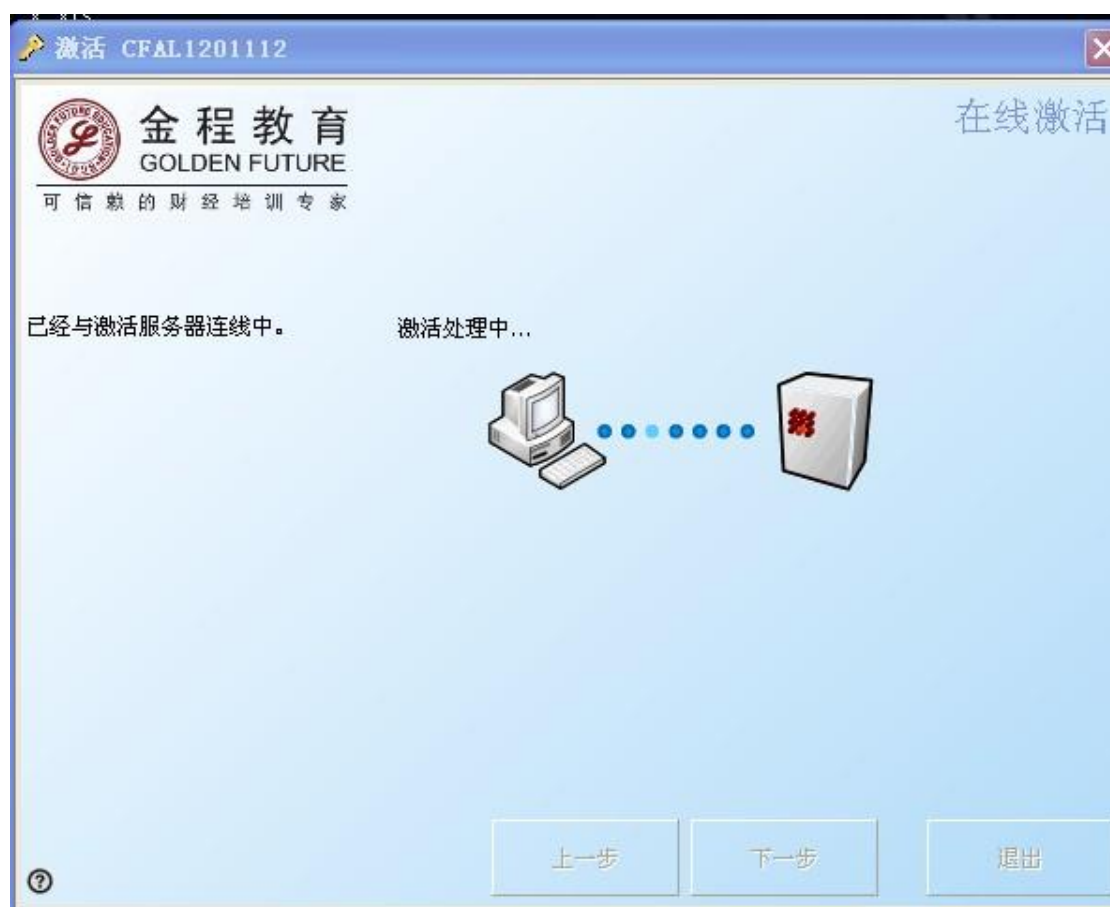 激活 CFAL1201112
金程教育
GOLDEN FUTURE
可信赖的财经培训专家
在线激活
已经与激活服务器连线中。
激活处理中...
上一步
下一步
退出